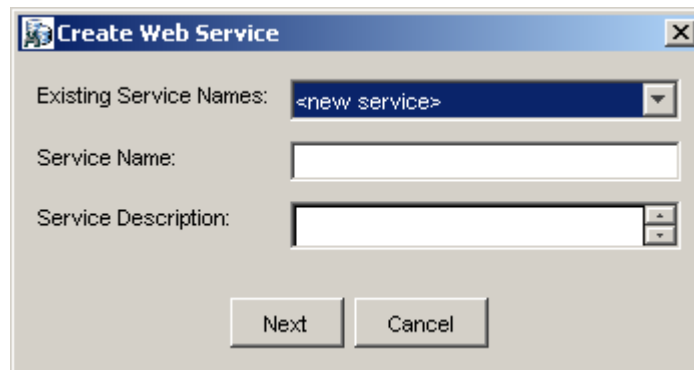 Create Web Service
Existing Service Names: <new service>
Service Name:
Service Description:
Next Cancel